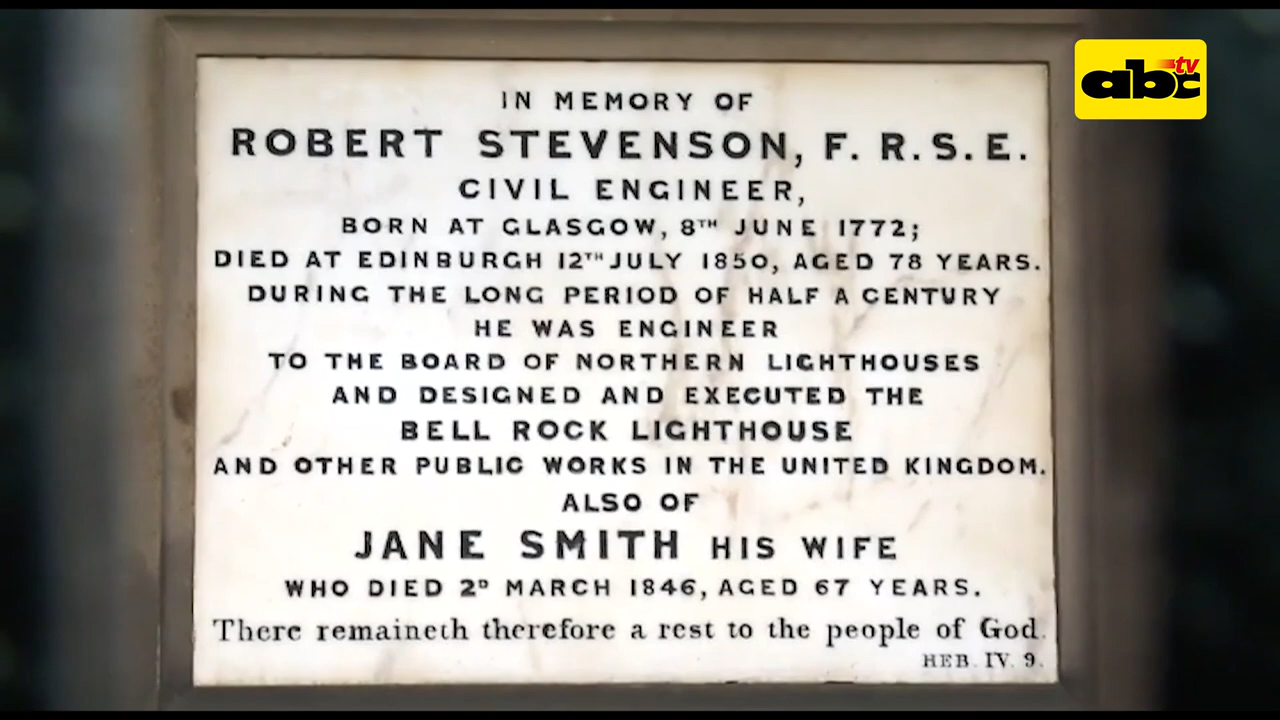 abc tv
IN MEMORY OF
ROBERT STEVENSON, F. R. S. E.
CIVIL ENGINEER,
BORN AT GLASGOW, 8TH JUNE 1772;
DIED AT EDINBURGH 12TH JULY 1850, AGED 78 YEARS.
DURING THE LONG PERIOD OF HALF A CENTURY
HE WAS ENGINEER
TO THE BOARD OF NORTHERN LIGHTHOUSES
AND DESIGNED AND EXECUTED THE
BELL ROCK LIGHTHOUSE
AND OTHER PUBLIC WORKS IN THE UNITED KINGDOM.
ALSO OF
JANE SMITH HIS WIFE
WHO DIED 2D MARCH 1846, AGED 67 YEARS.
There remaineth therefore a rest to the people of God.
HEB. IV. 9.